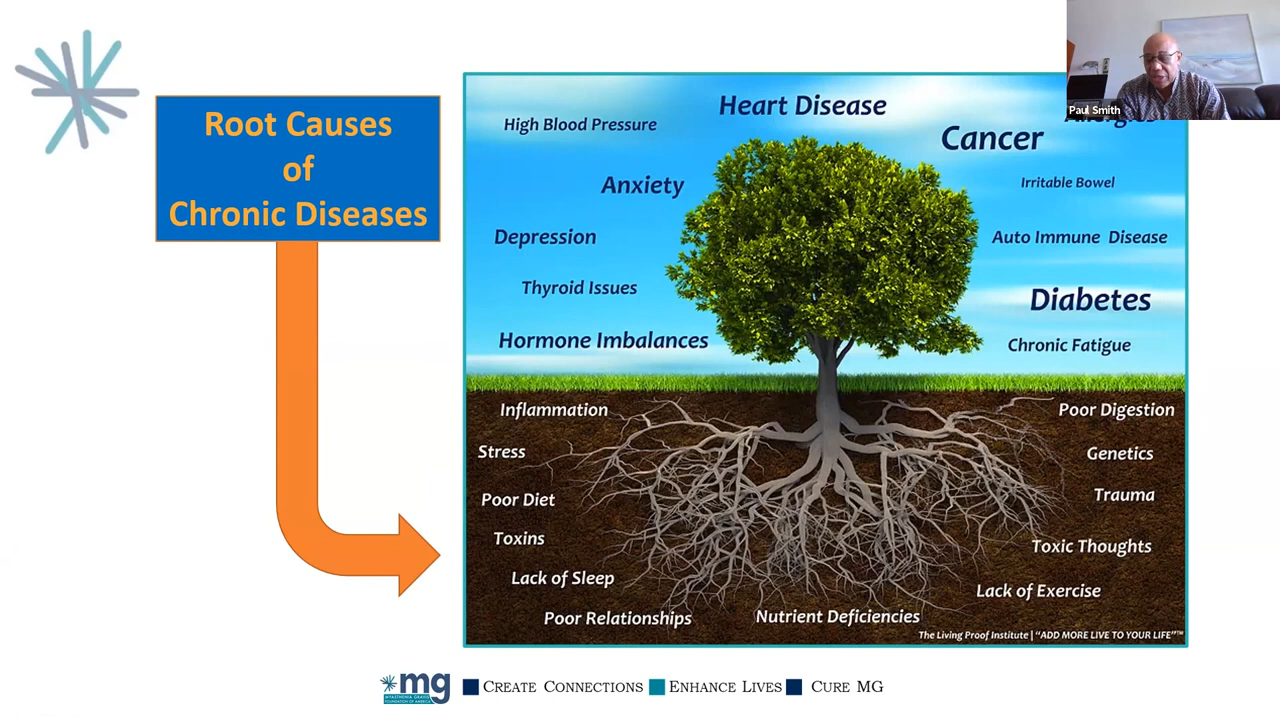 Paul Smith
Root Causes
of
Chronic Diseases
Heart Disease
High Blood Pressure
Cancer
Anxiety
Irritable Bowel
Depression
Auto Immune Disease
Thyroid Issues
Diabetes
Hormone Imbalances
Chronic Fatigue
Inflammation
Poor Digestion
Stress
Genetics
Poor Diet
Trauma
Toxins
Toxic Thoughts
Lack of Sleep
Lack of Exercise
Poor Relationships
Nutrient Deficiencies
The Living Proof Institute | "ADD MORE LIVE TO YOUR LIFE"™
mg
MYASTHENIA GRAVIS
FOUNDATION OF AMERICA
CREATE CONNECTIONS ENHANCE LIVES CURE MG